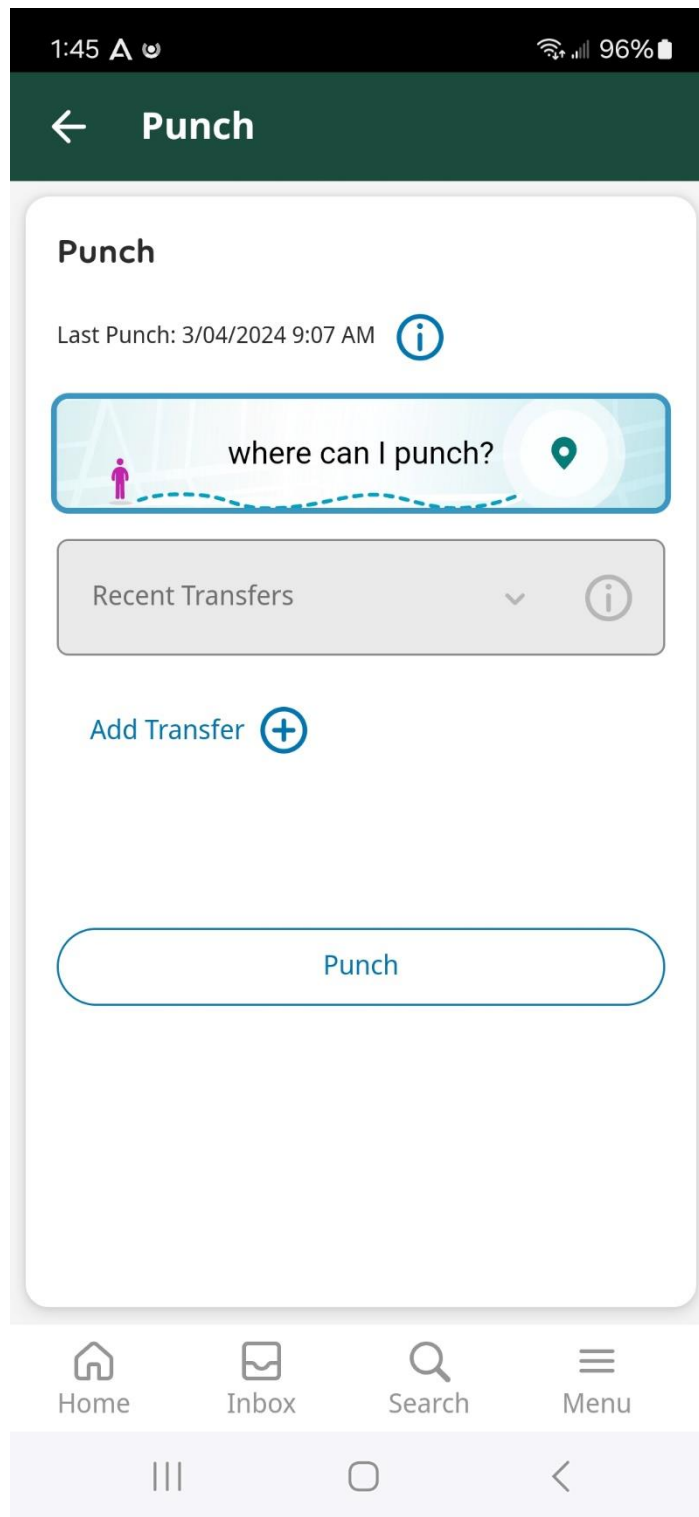 1:45 96%
Punch
Punch
Last Punch: 3/04/2024 9:07 AM
where can I punch?
Recent Transfers
Add Transfer
Punch
Home Inbox Search Menu